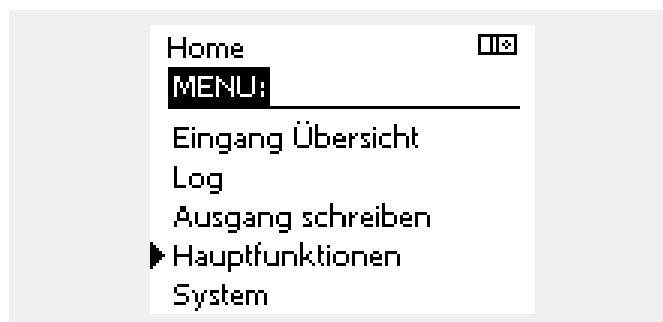 Home
MENU:
Eingang Übersicht
Log
Ausgang schreiben
Hauptfunktionen
System